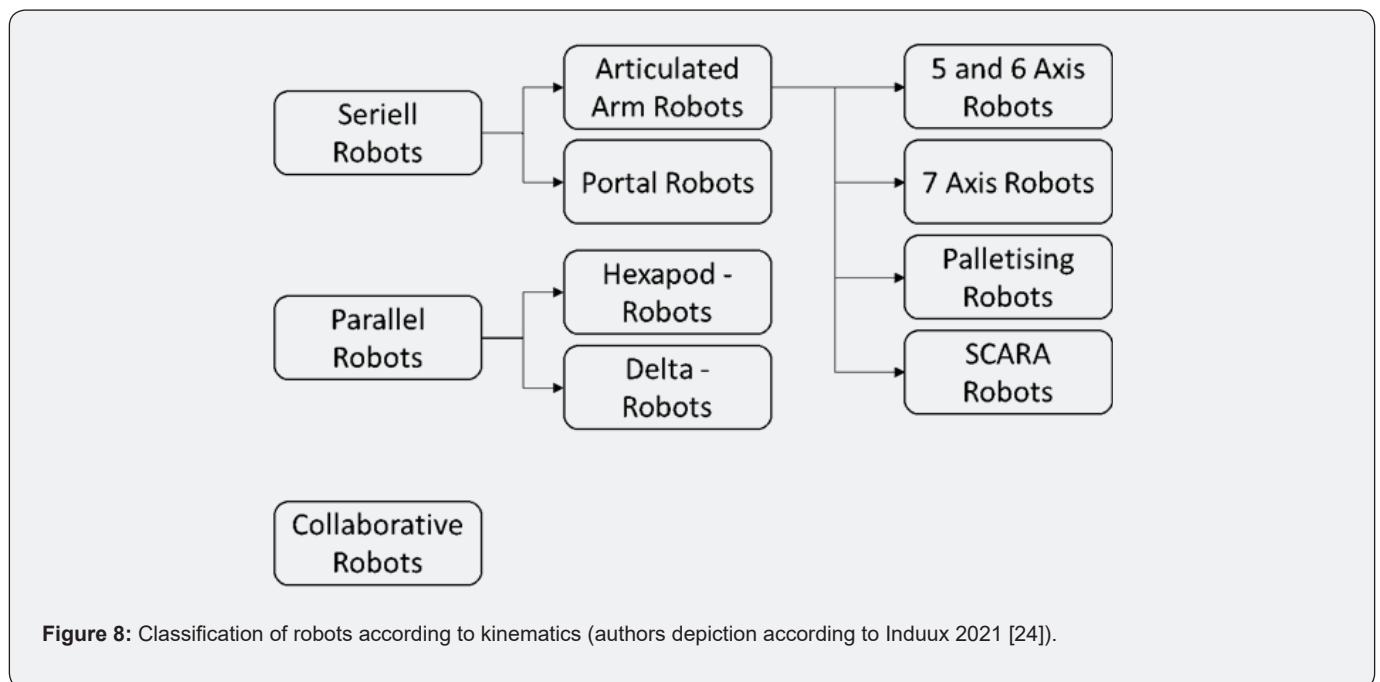 Seriell
Robots
Articulated
Arm Robots
Portal Robots
5 and 6 Axis
Robots
7 Axis Robots
Palletising
Robots
SCARA
Robots
Parallel
Robots
Hexapod -
Robots
Delta -
Robots
Collaborative
Robots
Figure 8: Classification of robots according to kinematics (authors depiction according to Induux 2021 [24]).